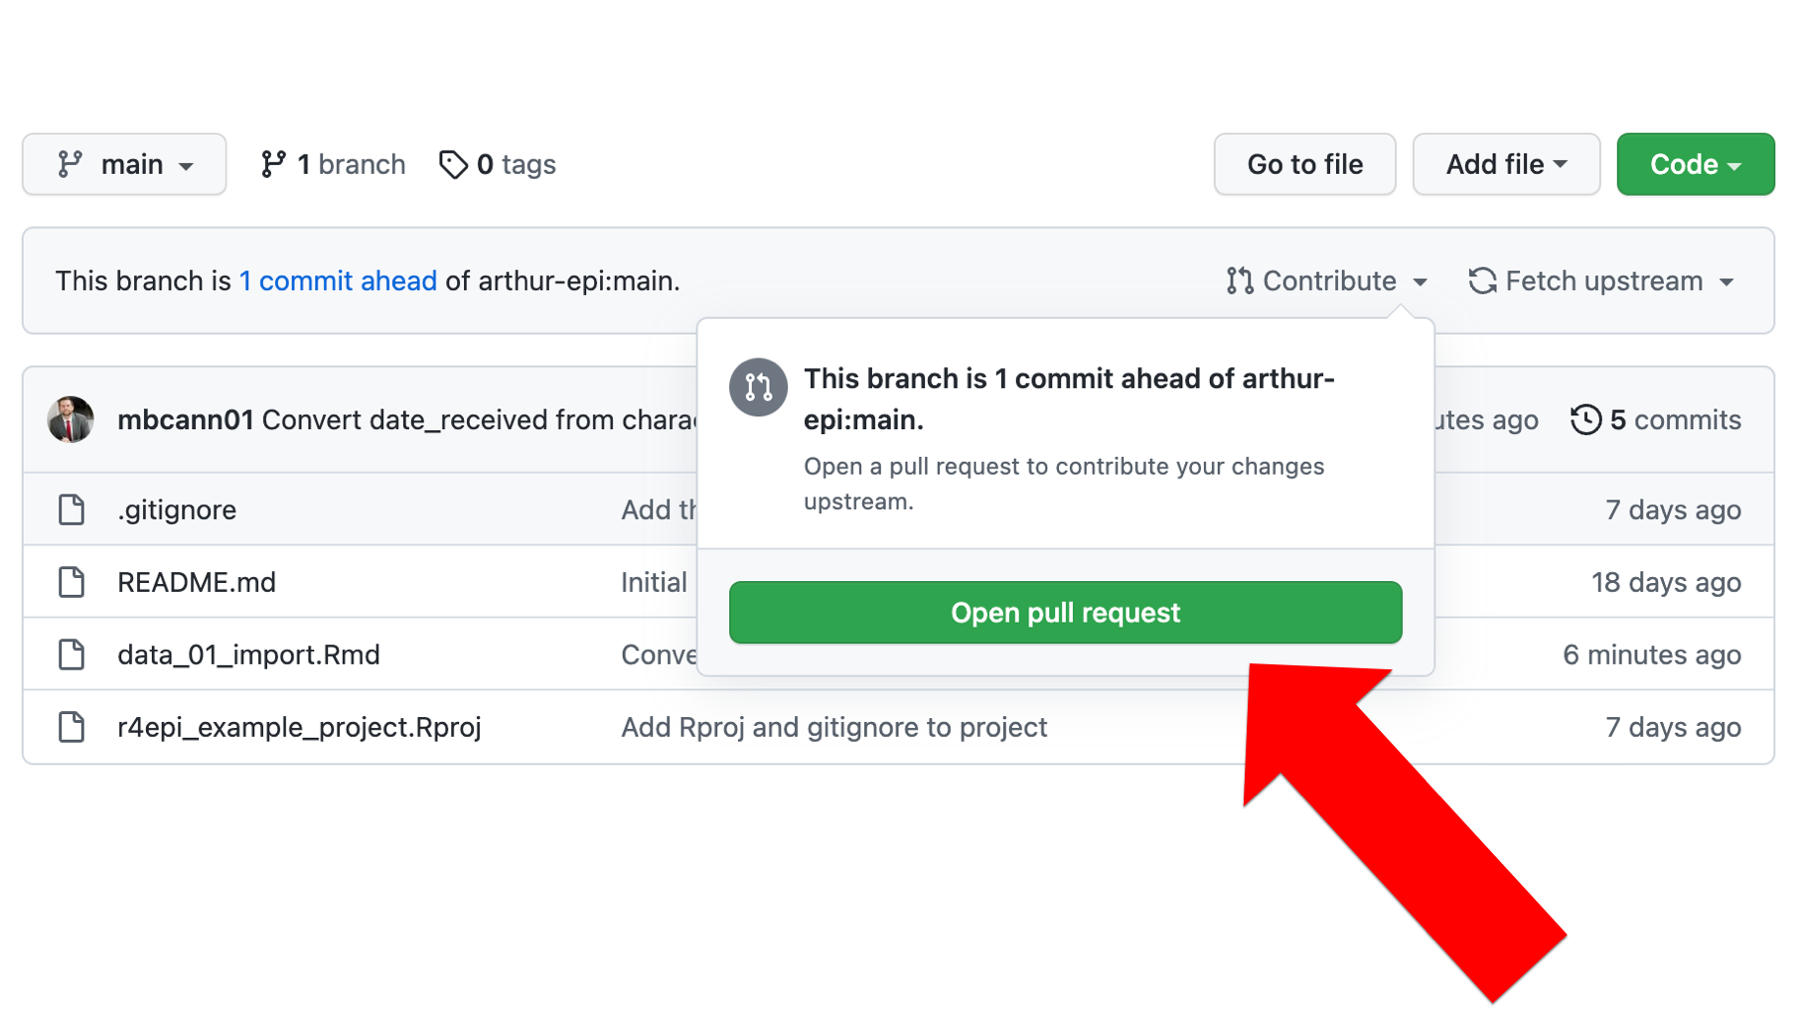 main
1 branch
0 tags
Go to file
Add file
Code
This branch is 1 commit ahead of arthur-epi:main.
Contribute
Fetch upstream
This branch is 1 commit ahead of arthur-
epi:main.
Open a pull request to contribute your changes
upstream.
Open pull request
mbcann01 Convert date_received from
ago
5 commits
.gitignore
Add
7 days ago
README.md
Initial
18 days ago
data_01_import.Rmd
6 minutes ago
r4epi_example_project.Rproj
Add Rproj and gitignore to project
7 days ago